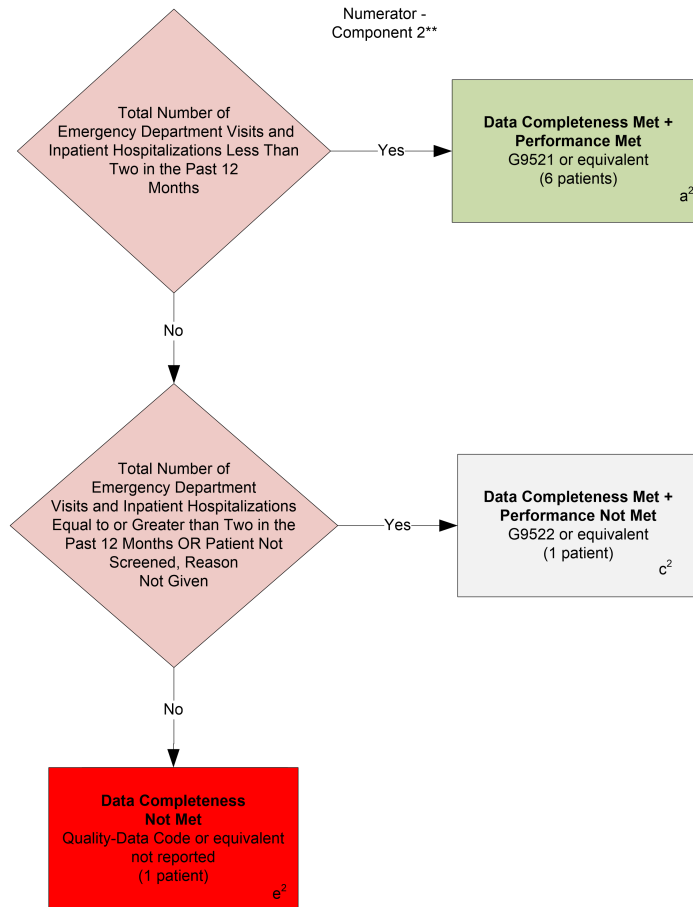 Numerator -
Component 2**
Total Number of
Emergency Department Visits and
Inpatient Hospitalizations Less Than
Two in the Past 12
Months
Yes
Data Completeness Met +
Performance Met
G9521 or equivalent
(6 patients)
a²
No
Total Number of
Emergency Department
Visits and Inpatient Hospitalizations
Equal to or Greater than Two in the
Past 12 Months OR Patient Not
Screened, Reason
Not Given
Yes
Data Completeness Met +
Performance Not Met
G9522 or equivalent
(1 patient)
c²
No
Data Completeness
Not Met
Quality-Data Code or equivalent
not reported
(1 patient)
e²